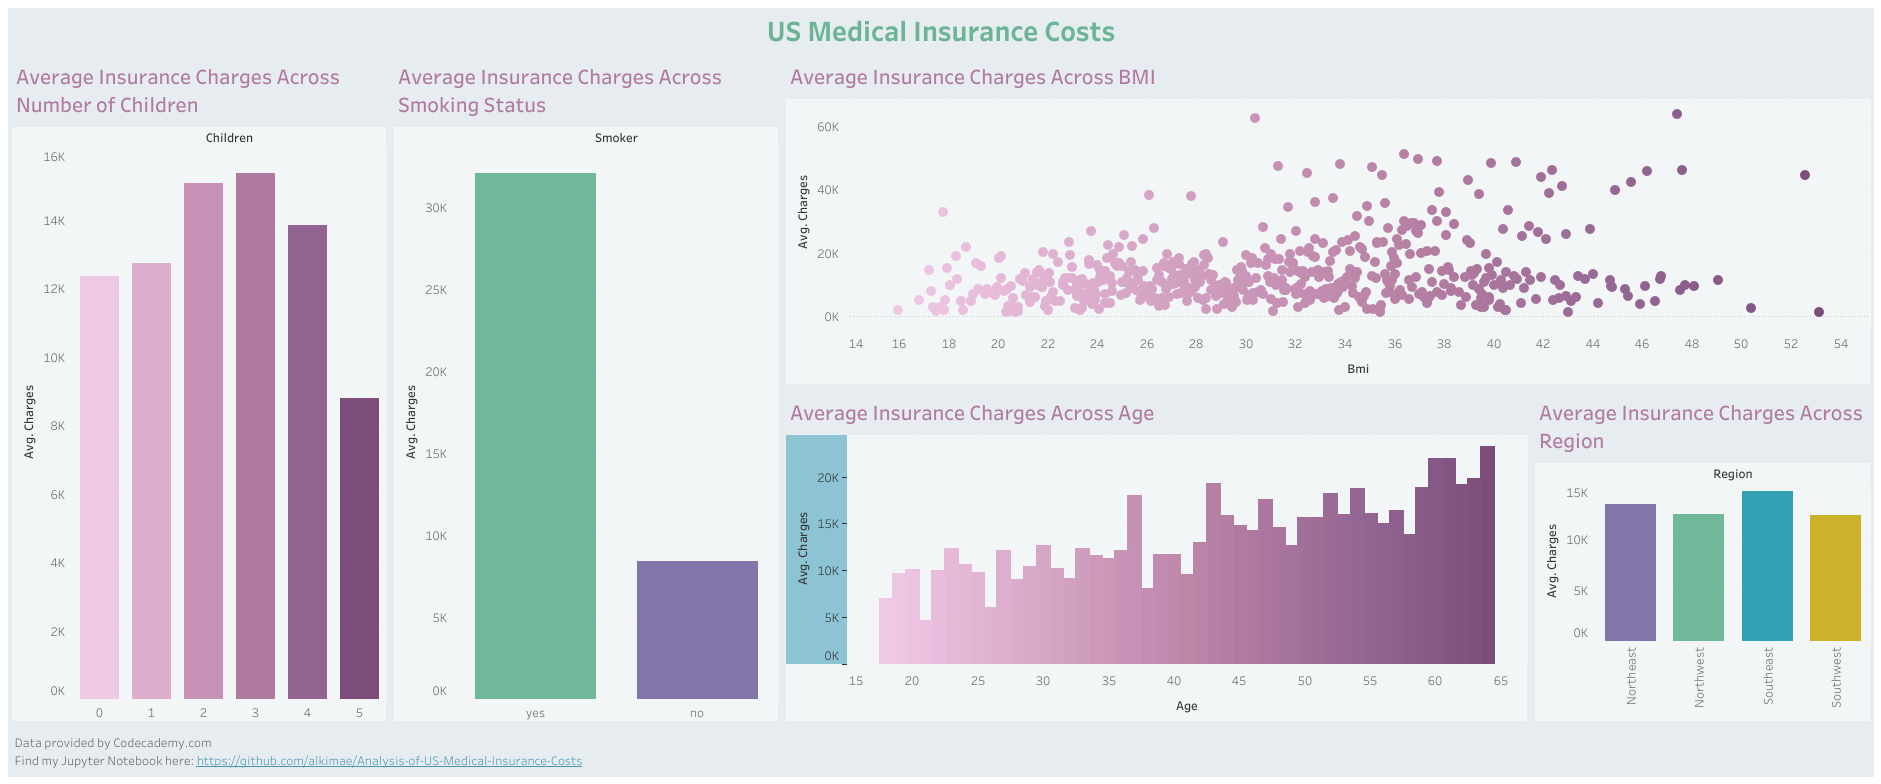 US Medical Insurance Costs
Average Insurance Charges Across
Number of Children
Children
16K
14K
12K
10K
8K
6K
4K
2K
0K
Avg. Charges
0 1 2 3 4 5
Average Insurance Charges Across
Smoking Status
Smoker
30K
25K
20K
15K
10K
5K
0K
Avg. Charges
yes no
Average Insurance Charges Across BMI
60K
40K
20K
0K
Avg. Charges
14 16 18 20 22 24 26 28 30 32 34 36 38 40 42 44 46 48 50 52 54
Bmi
Average Insurance Charges Across Age
20K
15K
10K
5K
0K
Avg. Charges
15 20 25 30 35 40 45 50 55 60 65
Age
Average Insurance Charges Across
Region
Region
15K
10K
5K
0K
Avg. Charges
Northeast
Northwest
Southeast
Southwest
Data provided by Codecademy.com
Find my Jupyter Notebook here: https://github.com/alkimae/Analysis-of-US-Medical-Insurance-Costs